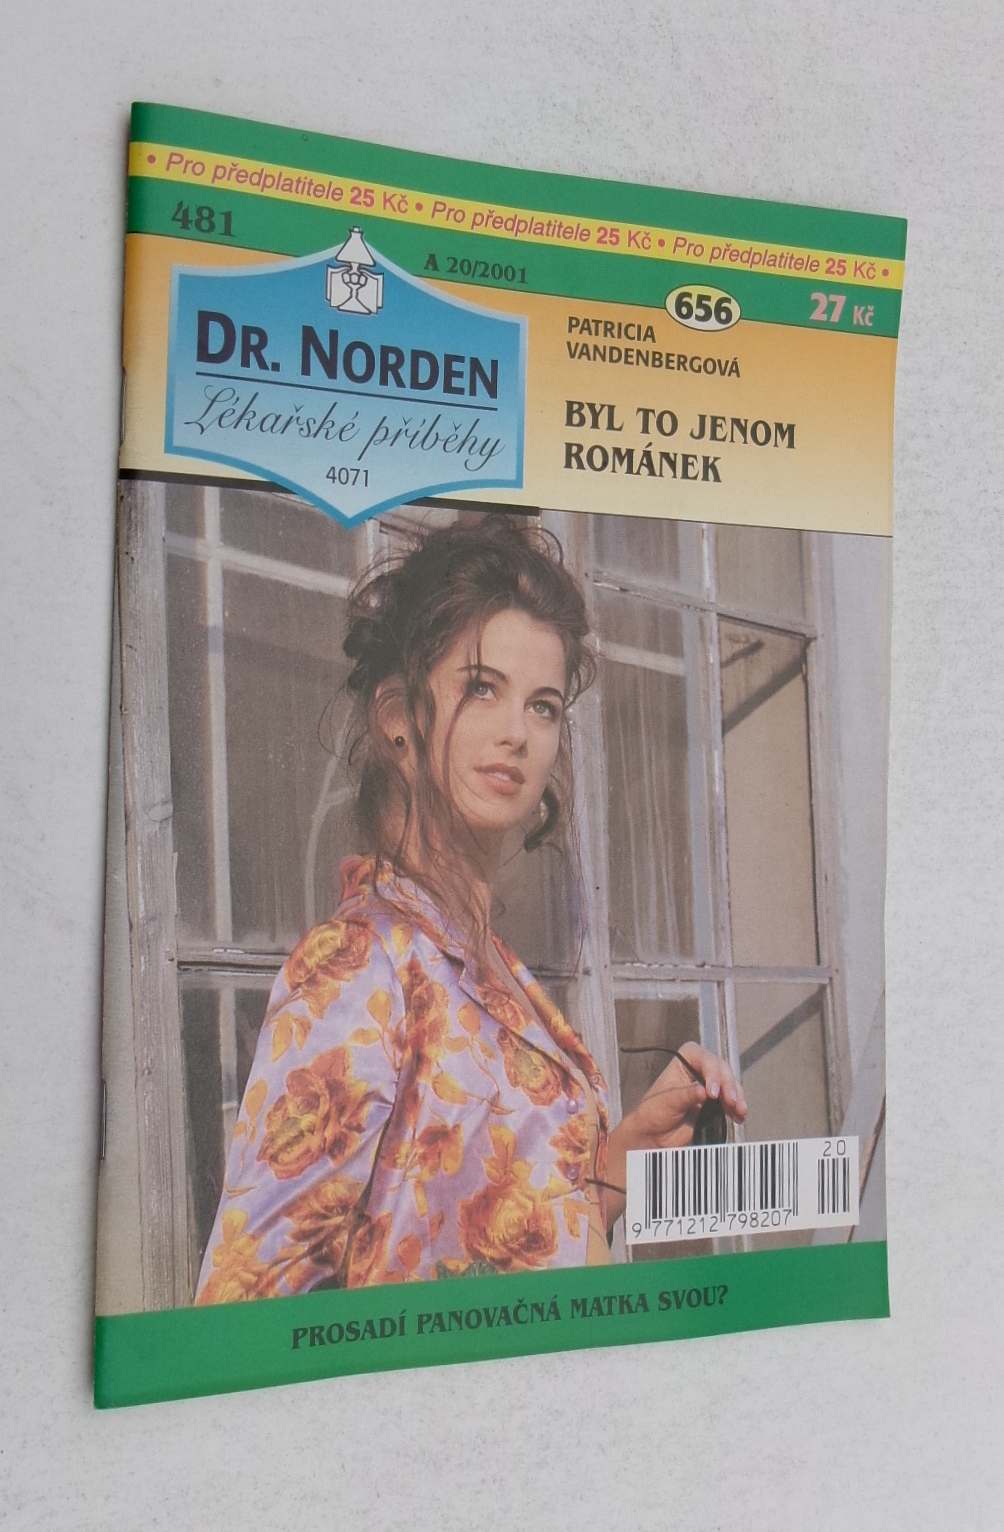 • Pro předplatitele 25 Kč • Pro předplatitele 25 Kč • Pro předplatitele 25 Kč •
481
A 20/2001
656
27 Kč
DR. NORDEN
Lékařské příběhy
4071
PATRICIA
VANDENBERGOVÁ
BYL TO JENOM
ROMÁNEK
20
9 771212 798207
PROSADÍ PANOVAČNÁ MATKA SVOU?